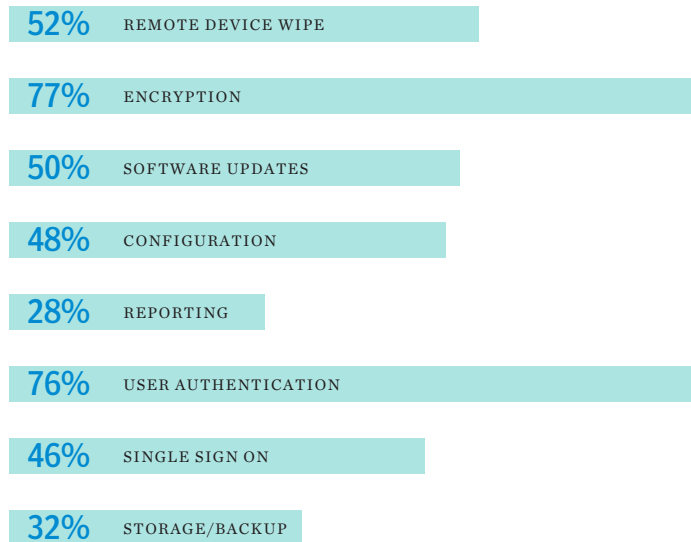 52% REMOTE DEVICE WIPE
77% ENCRYPTION
50% SOFTWARE UPDATES
48% CONFIGURATION
28% REPORTING
76% USER AUTHENTICATION
46% SINGLE SIGN ON
32% STORAGE/BACKUP